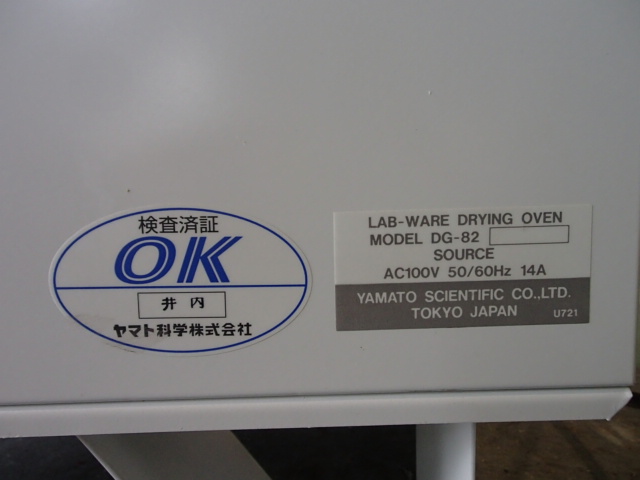 検査済証
OK
井内
ヤマト科学株式会社
LAB-WARE DRYING OVEN
MODEL DG-82
SOURCE
AC100V 50/60Hz 14A
YAMATO SCIENTIFIC CO.,LTD.
TOKYO JAPAN
U721